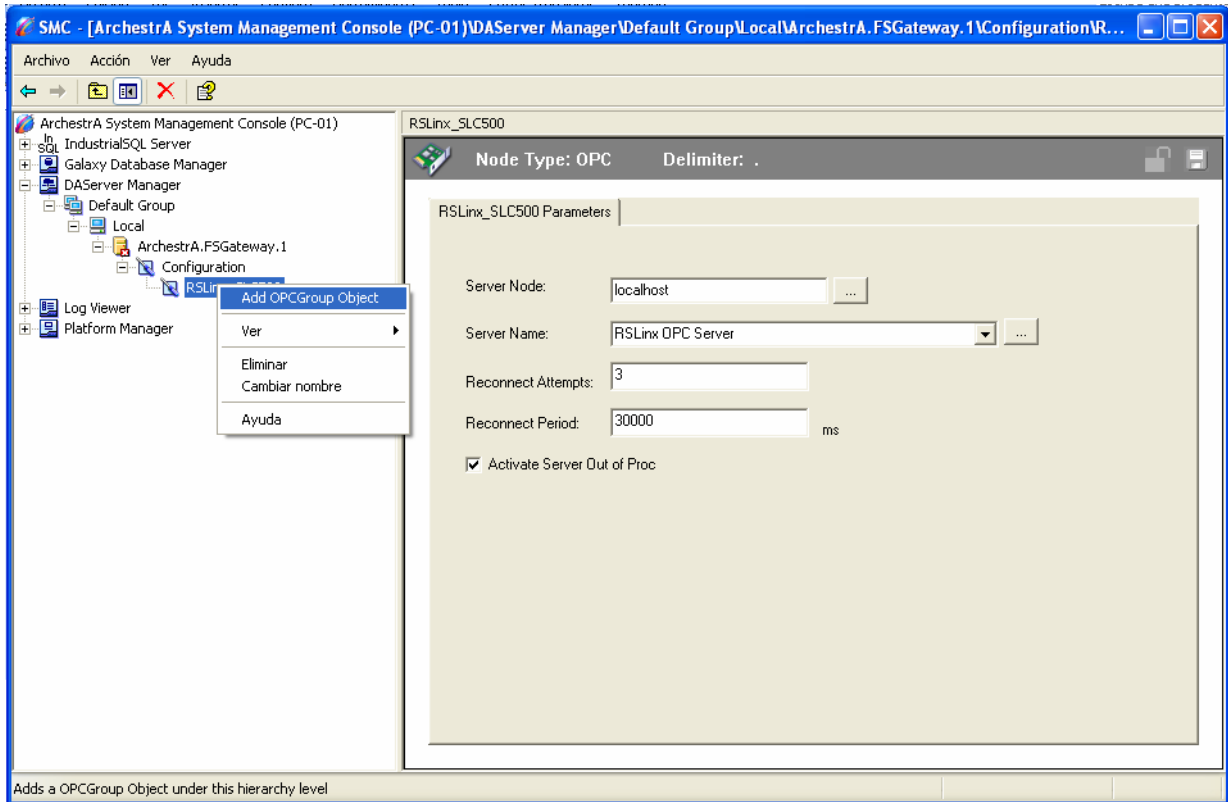 SMC - [ArchestrA System Management Console (PC-01)\DAServer Manager\Default Group\Local\ArchestrA.FSGateway.1\Configuration\R...
Archivo Acción Ver Ayuda
ArchestrA System Management Console (PC-01)
IndustrialSQL Server
Galaxy Database Manager
DAServer Manager
Default Group
Local
ArchestrA.FSGateway.1
Configuration
Log Viewer
Platform Manager
Add OPCGroup Object
Ver
Eliminar
Cambiar nombre
Ayuda
RSLinx_SLC500
Node Type: OPC Delimiter: .
RSLinx_SLC500 Parameters
Server Node: localhost ...
Server Name: RSLinx OPC Server ...
Reconnect Attempts: 3
Reconnect Period: 30000 ms
Activate Server Out of Proc
Adds a OPCGroup Object under this hierarchy level